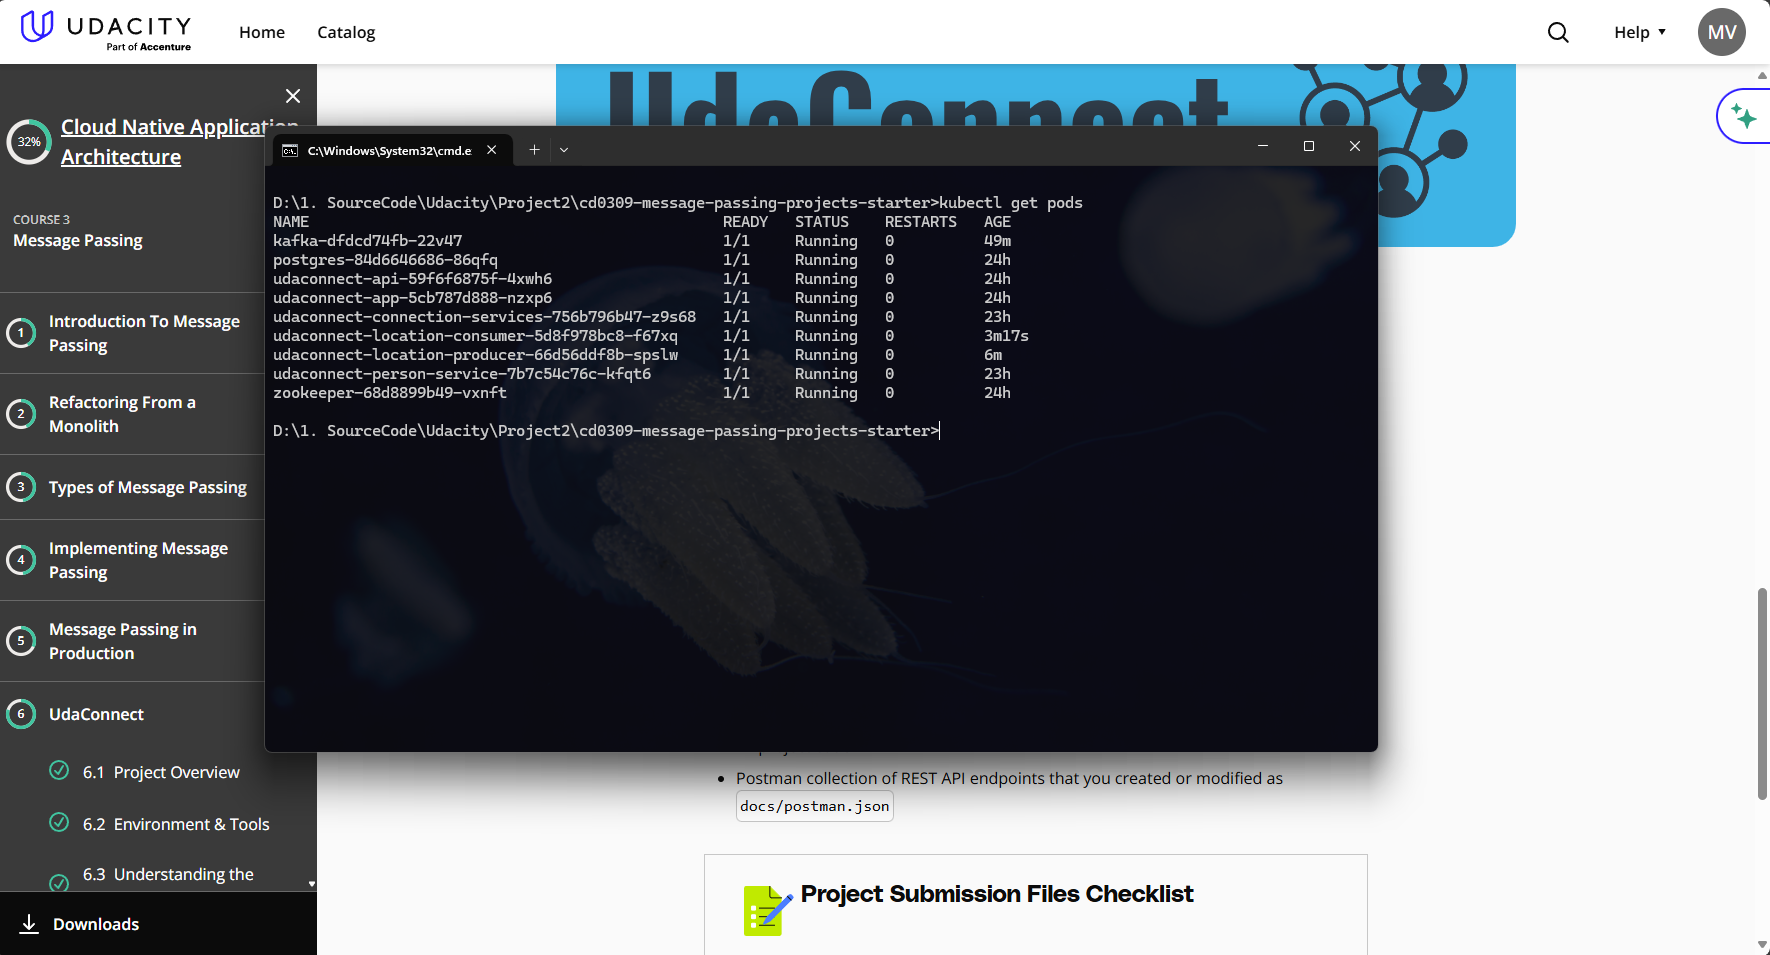 UDACITY
Part of Accenture
Home
Catalog
Help
MV
32%
Cloud Native Application
Architecture
COURSE 3
Message Passing
1
Introduction To Message
Passing
2
Refactoring From a
Monolith
3
Types of Message Passing
4
Implementing Message
Passing
5
Message Passing in
Production
6
UdaConnect
6.1 Project Overview
6.2 Environment & Tools
6.3 Understanding the
Downloads
UdaConnect
C:\Windows\System32\cmd.e
D:\1. SourceCode\Udacity\Project2\cd0309-message-passing-projects-starter>kubectl get pods
NAME READY STATUS RESTARTS AGE
kafka-dfdcd74fb-22v47 1/1 Running 0 49m
postgres-84d6646686-86qfq 1/1 Running 0 24h
udaconnect-api-59f6f6875f-4xwh6 1/1 Running 0 24h
udaconnect-app-5cb787d888-nzxp6 1/1 Running 0 24h
udaconnect-connection-services-756b796b47-z9s68 1/1 Running 0 23h
udaconnect-location-consumer-5d8f978bc8-f67xq 1/1 Running 0 3m17s
udaconnect-location-producer-66d56ddf8b-spslw 1/1 Running 0 6m
udaconnect-person-service-7b7c54c76c-kfqt6 1/1 Running 0 23h
zookeeper-68d8899b49-vxnft 1/1 Running 0 24h
D:\1. SourceCode\Udacity\Project2\cd0309-message-passing-projects-starter>
• Postman collection of REST API endpoints that you created or modified as
docs/postman.json
Project Submission Files Checklist